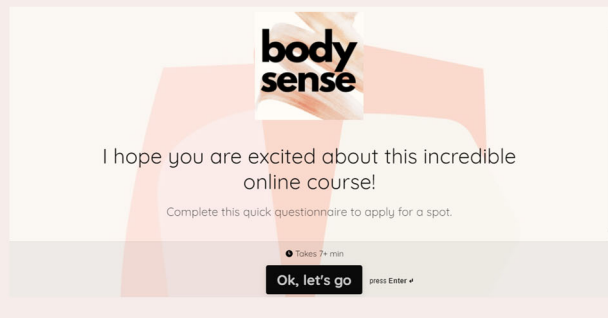 body
sense
I hope you are excited about this incredible
online course!
Complete this quick questionnaire to apply for a spot.
Takes 7+ min
Ok, let's go
press Enter ↵